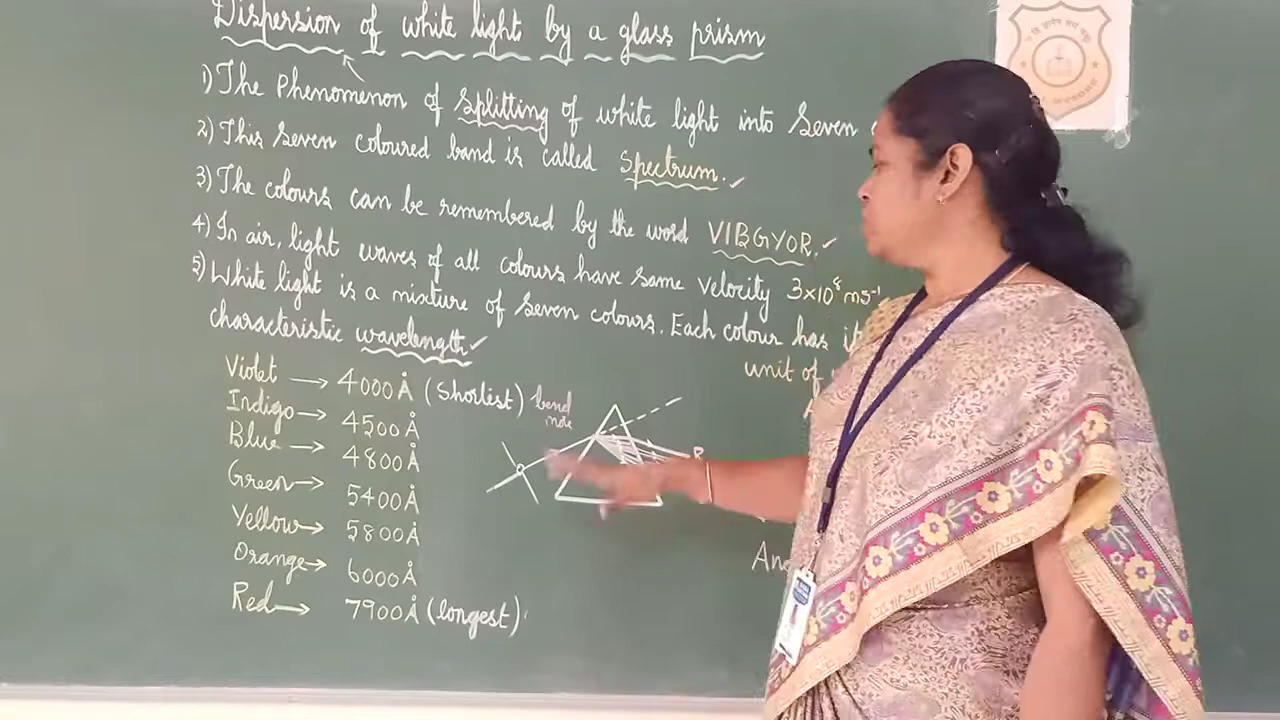 Dispersion of white light by a glass prism
1) The Phenomenon of splitting of white light into seven
2) This seven coloured band is called Spectrum.
3) The colours can be remembered by the word VIBGYOR.
4) In air, light waves of all colours have same velocity 3×10⁸ ms⁻¹
5) White light is a mixture of seven colours. Each colour has
characteristic wavelength
unit of
Violet → 4000Å (shortest) bend more
Indigo → 4500Å
Blue → 4800Å
Green → 5400Å
Yellow → 5800Å
Orange → 6000Å
Red → 7900Å (longest)
R